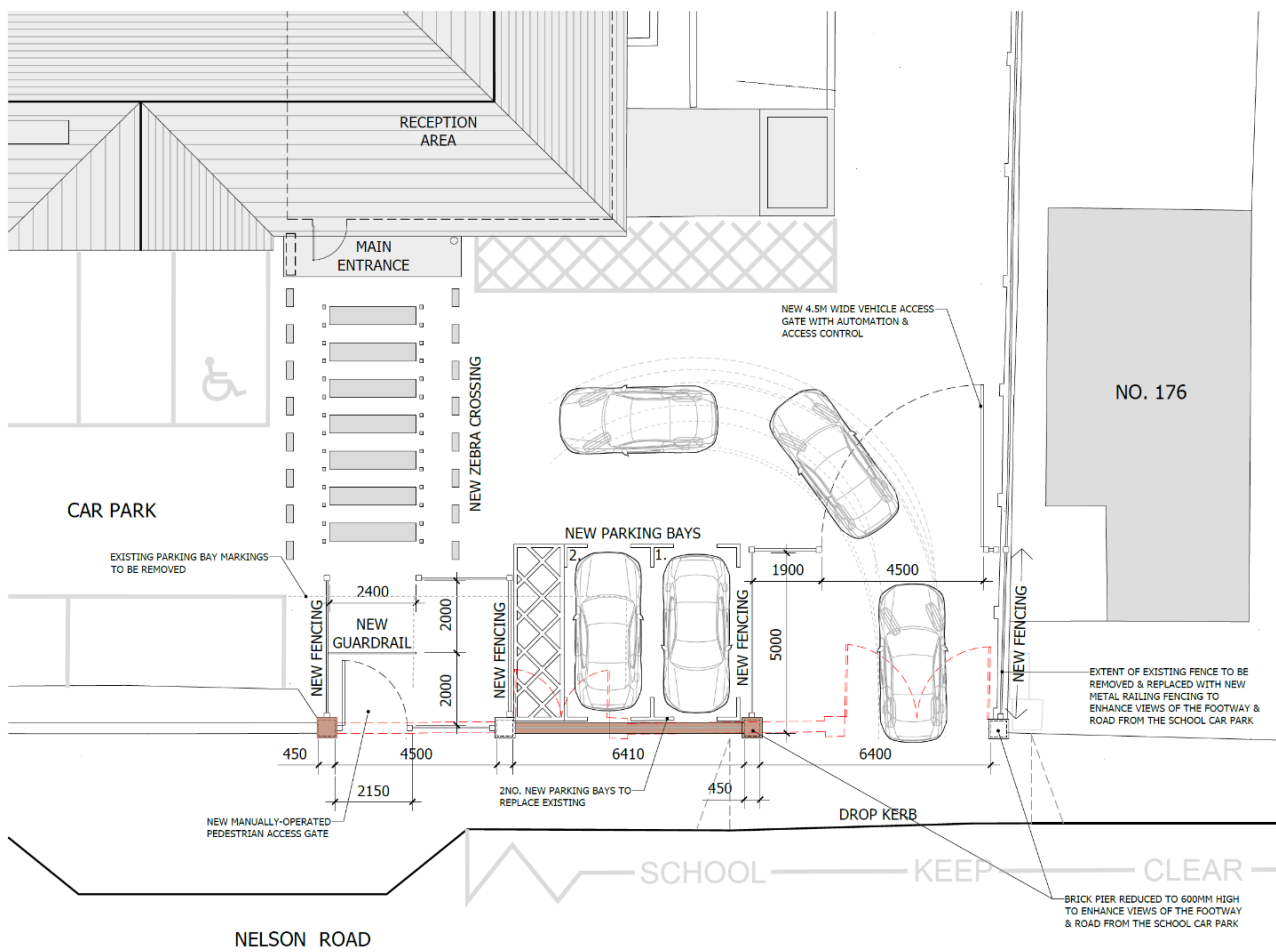 RECEPTION
AREA
MAIN
ENTRANCE
NEW 4.5M WIDE VEHICLE ACCESS
GATE WITH AUTOMATION &
ACCESS CONTROL
NO. 176
NEW ZEBRA CROSSING
CAR PARK
EXISTING PARKING BAY MARKINGS
TO BE REMOVED
NEW PARKING BAYS
2.
1.
1900
4500
2400
2000
NEW
GUARDRAIL
NEW FENCING
NEW FENCING
NEW FENCING
5000
NEW FENCING
2000
EXTENT OF EXISTING FENCE TO BE
REMOVED & REPLACED WITH NEW
METAL RAILING FENCING TO
ENHANCE VIEWS OF THE FOOTWAY &
ROAD FROM THE SCHOOL CAR PARK
450
4500
6410
6400
2150
450
2NO. NEW PARKING BAYS TO
REPLACE EXISTING
NEW MANUALLY-OPERATED
PEDESTRIAN ACCESS GATE
DROP KERB
SCHOOL KEEP CLEAR
BRICK PIER REDUCED TO 600MM HIGH
TO ENHANCE VIEWS OF THE FOOTWAY
& ROAD FROM THE SCHOOL CAR PARK
NELSON ROAD